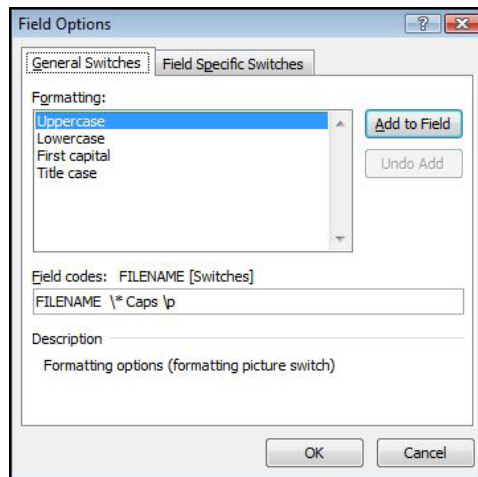 Field Options
General Switches Field Specific Switches
Formatting:
Uppercase
Lowercase
First capital
Title case
Add to Field
Undo Add
Field codes: FILENAME [Switches]
FILENAME \* Caps \p
Description
Formatting options (formatting picture switch)
OK Cancel